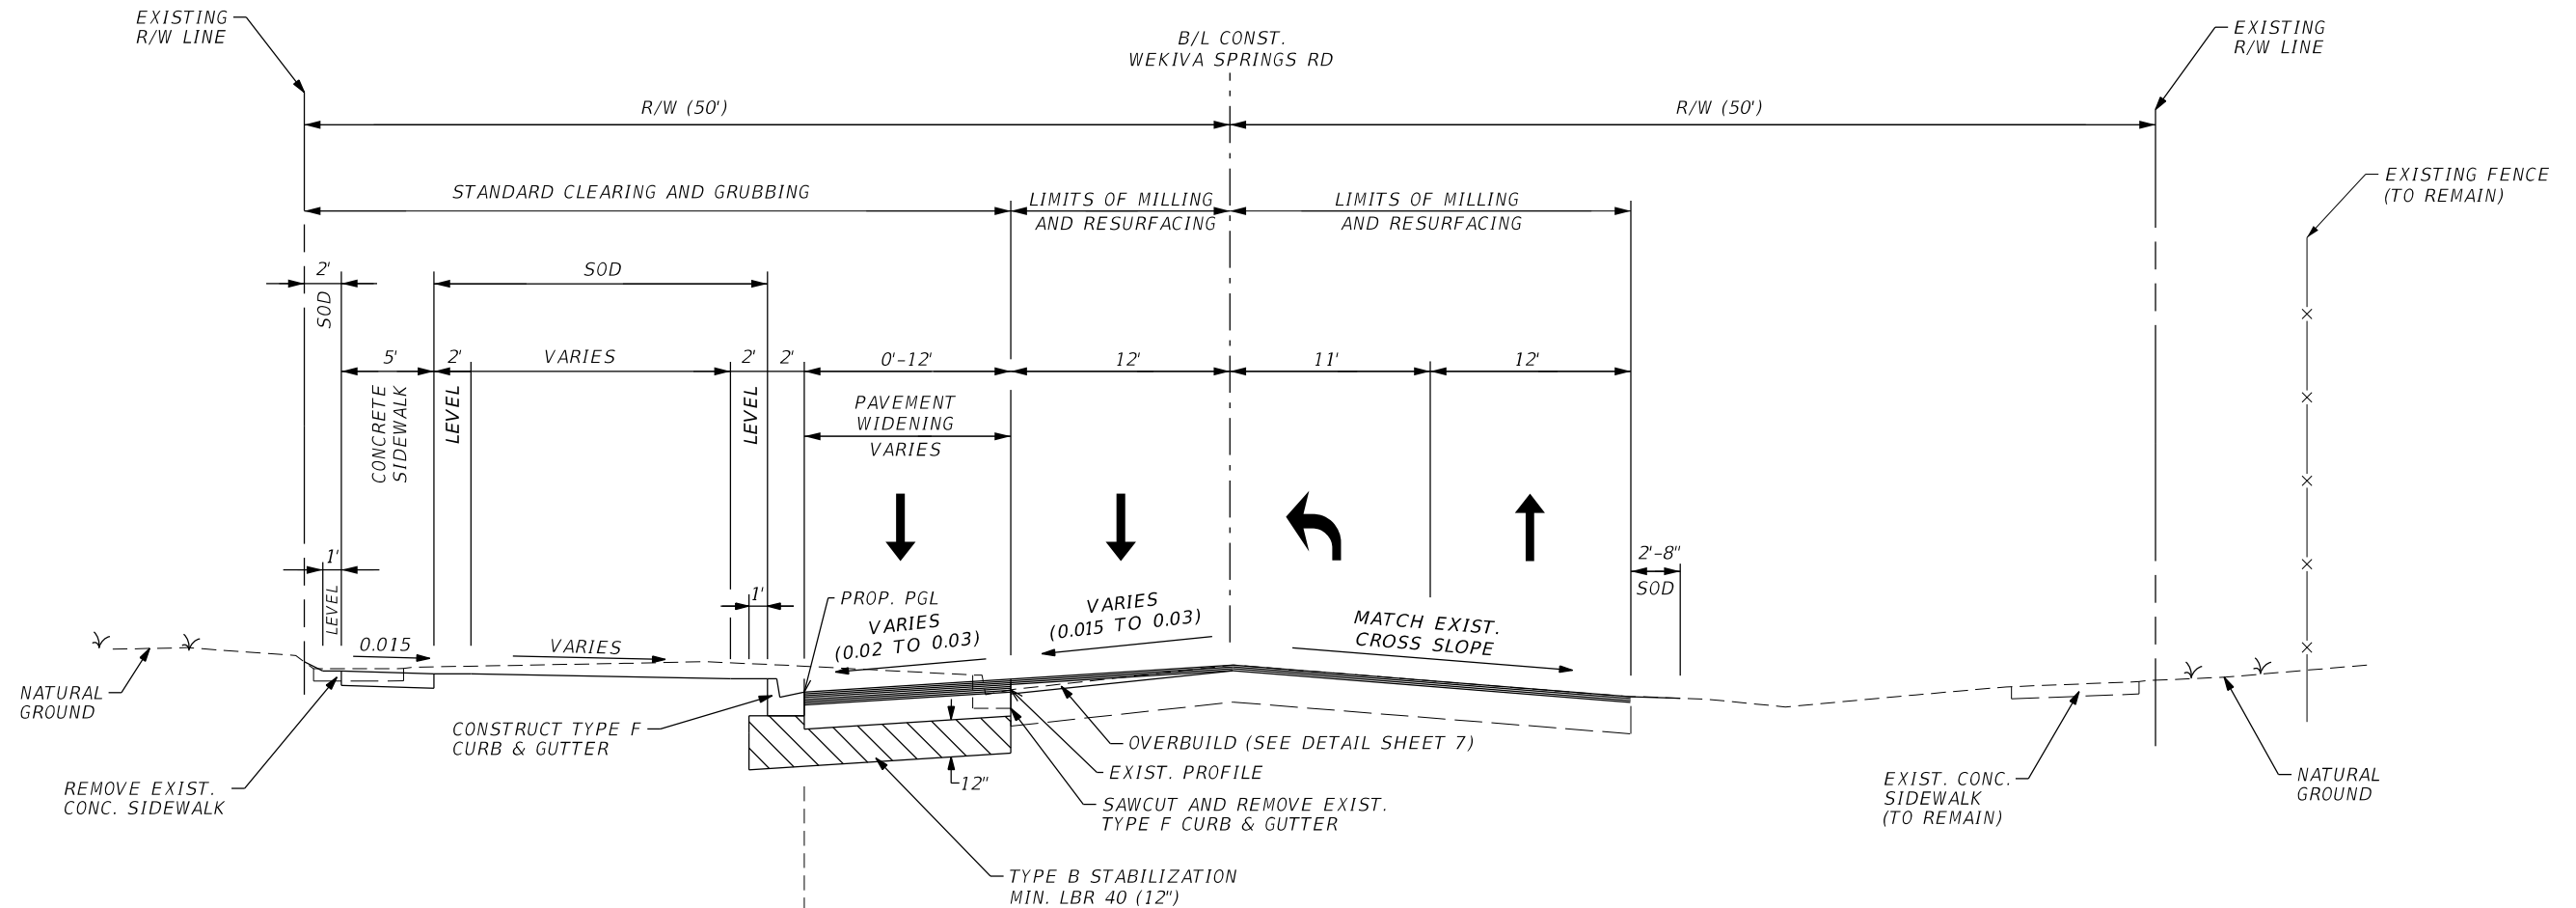 EXISTING
R/W LINE
B/L CONST.
WEKIVA SPRINGS RD
EXISTING
R/W LINE
R/W (50')
R/W (50')
STANDARD CLEARING AND GRUBBING
LIMITS OF MILLING
AND RESURFACING
LIMITS OF MILLING
AND RESURFACING
EXISTING FENCE
(TO REMAIN)
2'
SOD
SOD
5'
2'
VARIES
2'
2'
0'-12'
12'
11'
12'
CONCRETE
SIDEWALK
LEVEL
LEVEL
PAVEMENT
WIDENING
VARIES
1'
LEVEL
2'-8"
SOD
1'
PROP. PGL
0.015
VARIES
VARIES
(0.02 TO 0.03)
VARIES
(0.015 TO 0.03)
MATCH EXIST.
CROSS SLOPE
NATURAL
GROUND
CONSTRUCT TYPE F
CURB & GUTTER
REMOVE EXIST.
CONC. SIDEWALK
12"
OVERBUILD (SEE DETAIL SHEET 7)
EXIST. PROFILE
SAWCUT AND REMOVE EXIST.
TYPE F CURB & GUTTER
TYPE B STABILIZATION
MIN. LBR 40 (12")
EXIST. CONC.
SIDEWALK
(TO REMAIN)
NATURAL
GROUND